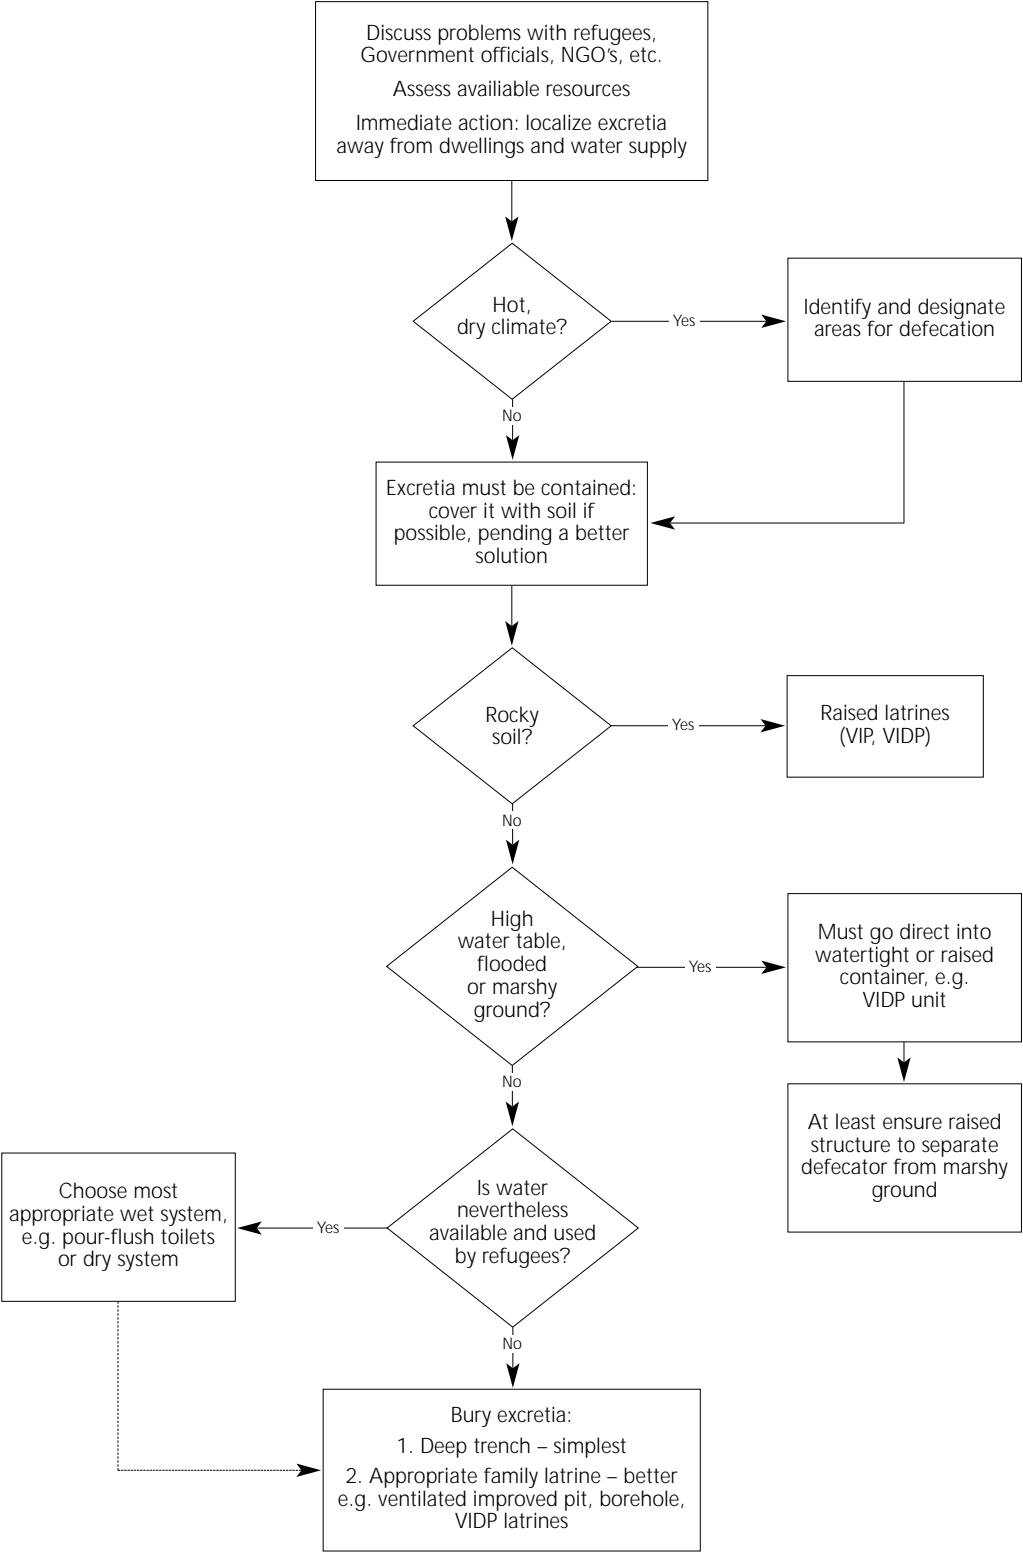 Discuss problems with refugees,
Government officials, NGO's, etc.
Assess availiable resources
Immediate action: localize excretia
away from dwellings and water supply
Hot,
dry climate?
Yes
Identify and designate
areas for defecation
No
Excretia must be contained:
cover it with soil if
possible, pending a better
solution
Rocky
soil?
Yes
Raised latrines
(VIP, VIDP)
No
High
water table,
flooded
or marshy
ground?
Yes
Must go direct into
watertight or raised
container, e.g.
VIDP unit
No
At least ensure raised
structure to separate
defecator from marshy
ground
Is water
nevertheless
available and used
by refugees?
Yes
Choose most
appropriate wet system,
e.g. pour-flush toilets
or dry system
No
Bury excretia:
1. Deep trench – simplest
2. Appropriate family latrine – better
e.g. ventilated improved pit, borehole,
VIDP latrines